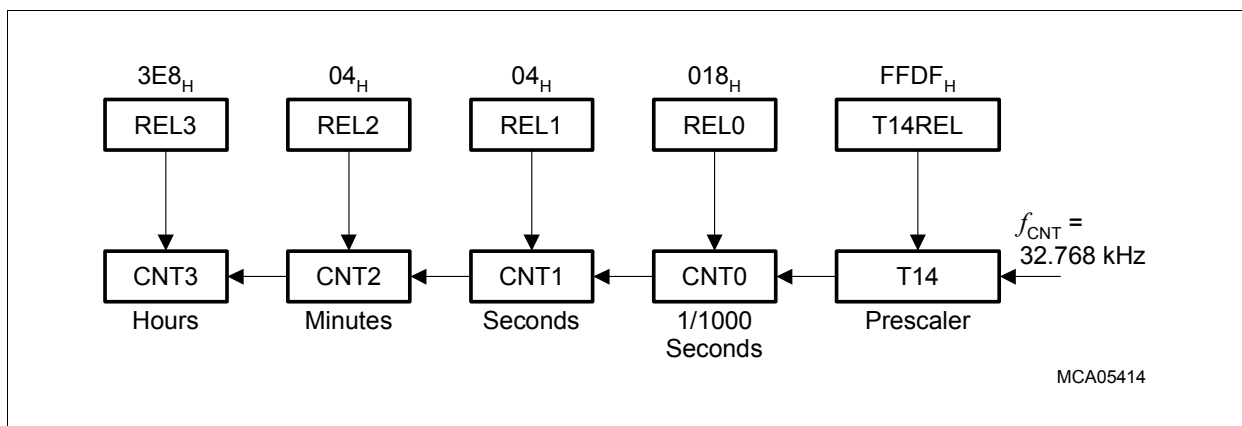 3E8H 04H 04H 018H FFDFH
REL3 REL2 REL1 REL0 T14REL
fCNT =
32.768 kHz
CNT3 CNT2 CNT1 CNT0 T14
Hours Minutes Seconds 1/1000 Prescaler
Seconds
MCA05414